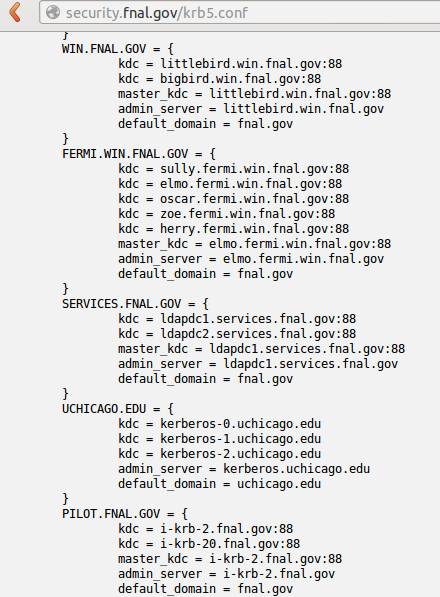 security.fnal.gov/krb5.conf
}
WIN.FNAL.GOV = {
kdc = littlebird.win.fnal.gov:88
kdc = bigbird.win.fnal.gov:88
master_kdc = littlebird.win.fnal.gov:88
admin_server = littlebird.win.fnal.gov
default_domain = fnal.gov
}
FERMI.WIN.FNAL.GOV = {
kdc = sully.fermi.win.fnal.gov:88
kdc = elmo.fermi.win.fnal.gov:88
kdc = oscar.fermi.win.fnal.gov:88
kdc = zoe.fermi.win.fnal.gov:88
kdc = herry.fermi.win.fnal.gov:88
master_kdc = elmo.fermi.win.fnal.gov:88
admin_server = elmo.fermi.win.fnal.gov
default_domain = fnal.gov
}
SERVICES.FNAL.GOV = {
kdc = ldapdc1.services.fnal.gov:88
kdc = ldapdc2.services.fnal.gov:88
master_kdc = ldapdc1.services.fnal.gov:88
admin_server = ldapdc1.services.fnal.gov
default_domain = fnal.gov
}
UCHICAGO.EDU = {
kdc = kerberos-0.uchicago.edu
kdc = kerberos-1.uchicago.edu
kdc = kerberos-2.uchicago.edu
admin_server = kerberos.uchicago.edu
default_domain = uchicago.edu
}
PILOT.FNAL.GOV = {
kdc = i-krb-2.fnal.gov:88
kdc = i-krb-20.fnal.gov:88
master_kdc = i-krb-2.fnal.gov:88
admin_server = i-krb-2.fnal.gov
default_domain = fnal.gov